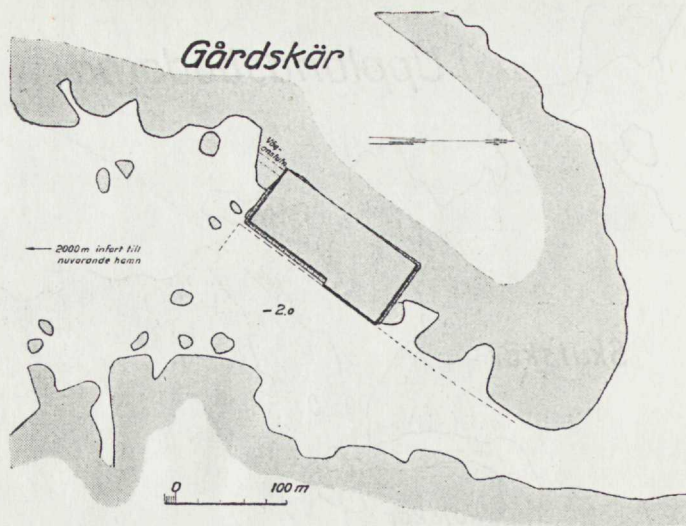 Gårdskär
Väg-
anslutn.
2000 m infart till
nuvarande hamn
-2.0
0
100 m